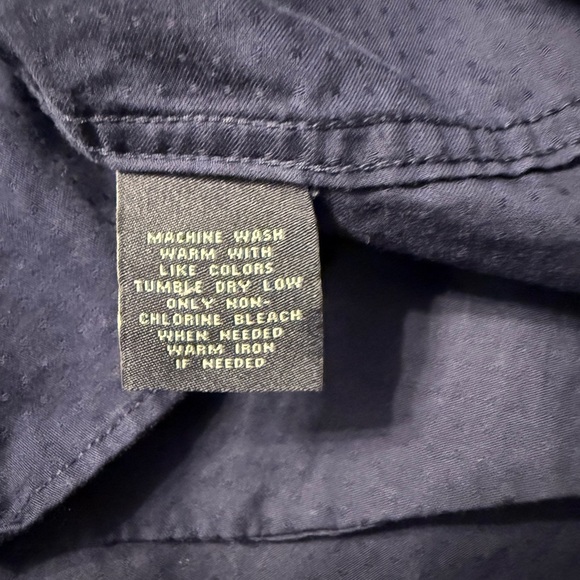 MACHINE WASH
WARM WITH
LIKE COLORS
TUMBLE DRY LOW
ONLY NON-
CHLORINE BLEACH
WHEN NEEDED
WARM IRON
IF NEEDED